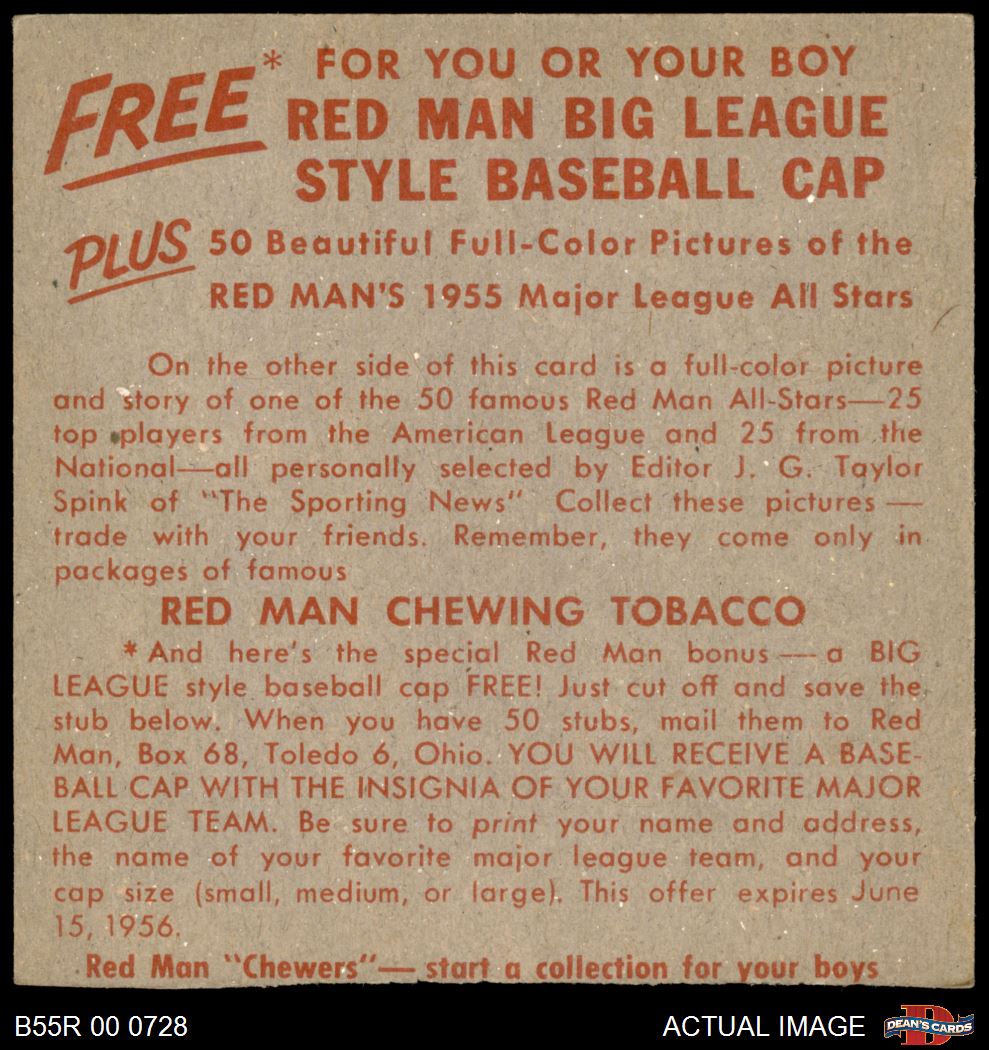 FREE* FOR YOU OR YOUR BOY
RED MAN BIG LEAGUE
STYLE BASEBALL CAP
PLUS 50 Beautiful Full-Color Pictures of the
RED MAN'S 1955 Major League All Stars
On the other side of this card is a full-color picture
and story of one of the 50 famous Red Man All-Stars—25
top players from the American League and 25 from the
National—all personally selected by Editor J. G. Taylor
Spink of "The Sporting News" Collect these pictures —
trade with your friends. Remember, they come only in
packages of famous
RED MAN CHEWING TOBACCO
* And here's the special Red Man bonus — a BIG
LEAGUE style baseball cap FREE! Just cut off and save the
stub below. When you have 50 stubs, mail them to Red
Man, Box 68, Toledo 6, Ohio. YOU WILL RECEIVE A BASE-
BALL CAP WITH THE INSIGNIA OF YOUR FAVORITE MAJOR
LEAGUE TEAM. Be sure to print your name and address,
the name of your favorite major league team, and your
cap size (small, medium, or large). This offer expires June
15, 1956.
Red Man "Chewers"— start a collection for your boys
B55R 00 0728
ACTUAL IMAGE
D
DEAN'S CARDS